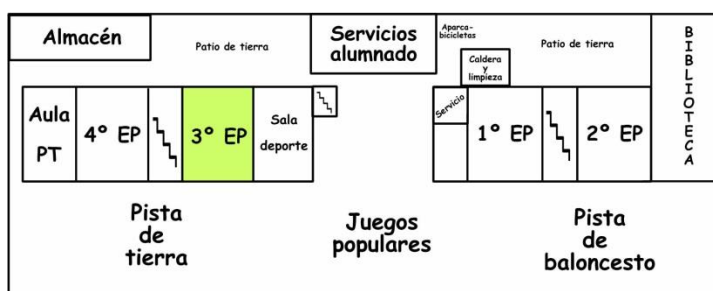 Almacén
Patio de tierra
Servicios
alumnado
Aparca-
bicicletas
Patio de tierra
Caldera
y
limpieza
BIBLIOTECA
Aula
PT
4º EP
3º EP
Sala
deporte
Servicio
1º EP
2º EP
Pista
de
tierra
Juegos
populares
Pista
de
baloncesto